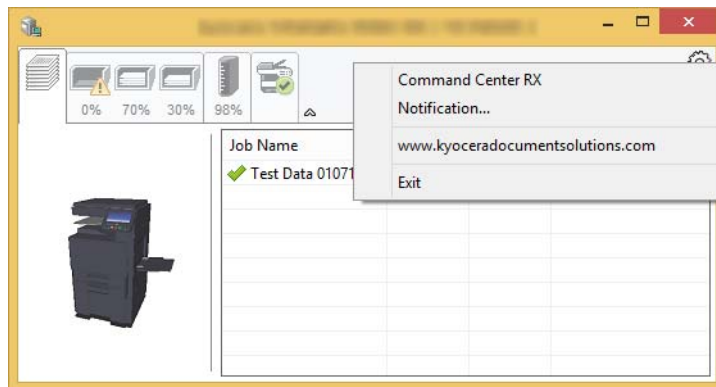 0% 70% 30% 98%
Command Center RX
Notification...
www.kyoceradocumentsolutions.com
Exit
Job Name
Test Data 01071